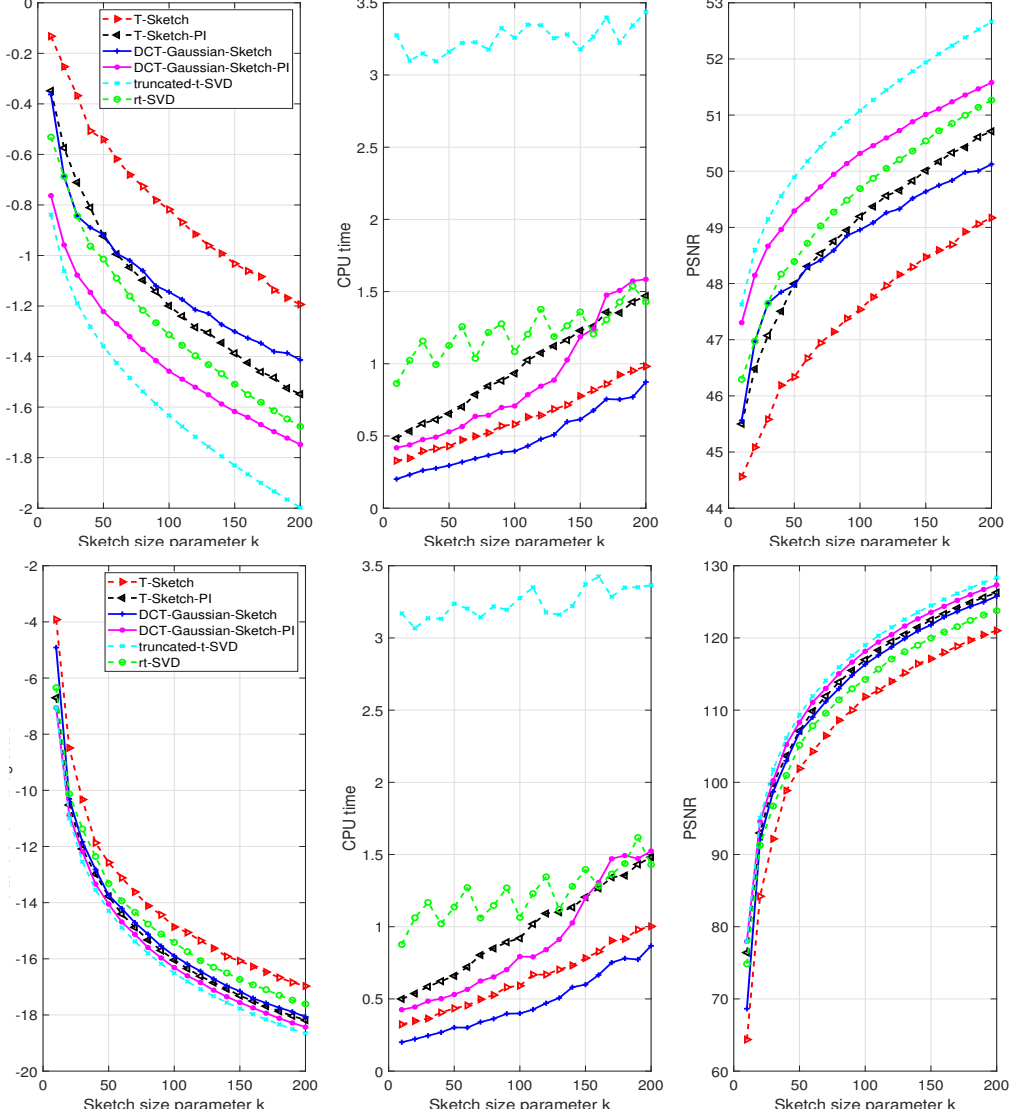 0
-0.2
-0.4
-0.6
-0.8
-1
-1.2
-1.4
-1.6
-1.8
-2
0 50 100 150 200
Sketch size parameter k
T-Sketch
T-Sketch-PI
DCT-Gaussian-Sketch
DCT-Gaussian-Sketch-PI
truncated-t-SVD
rt-SVD
CPU time
3.5
3
2.5
2
1.5
1
0.5
0
0 50 100 150 200
Sketch size parameter k
PSNR
53
52
51
50
49
48
47
46
45
44
0 50 100 150 200
Sketch size parameter k
-2
-4
-6
-8
-10
-12
-14
-16
-18
-20
0 50 100 150 200
Sketch size parameter k
T-Sketch
T-Sketch-PI
DCT-Gaussian-Sketch
DCT-Gaussian-Sketch-PI
truncated-t-SVD
rt-SVD
CPU time
3.5
3
2.5
2
1.5
1
0.5
0
0 50 100 150 200
Sketch size parameter k
PSNR
130
120
110
100
90
80
70
60
0 50 100 150 200
Sketch size parameter k